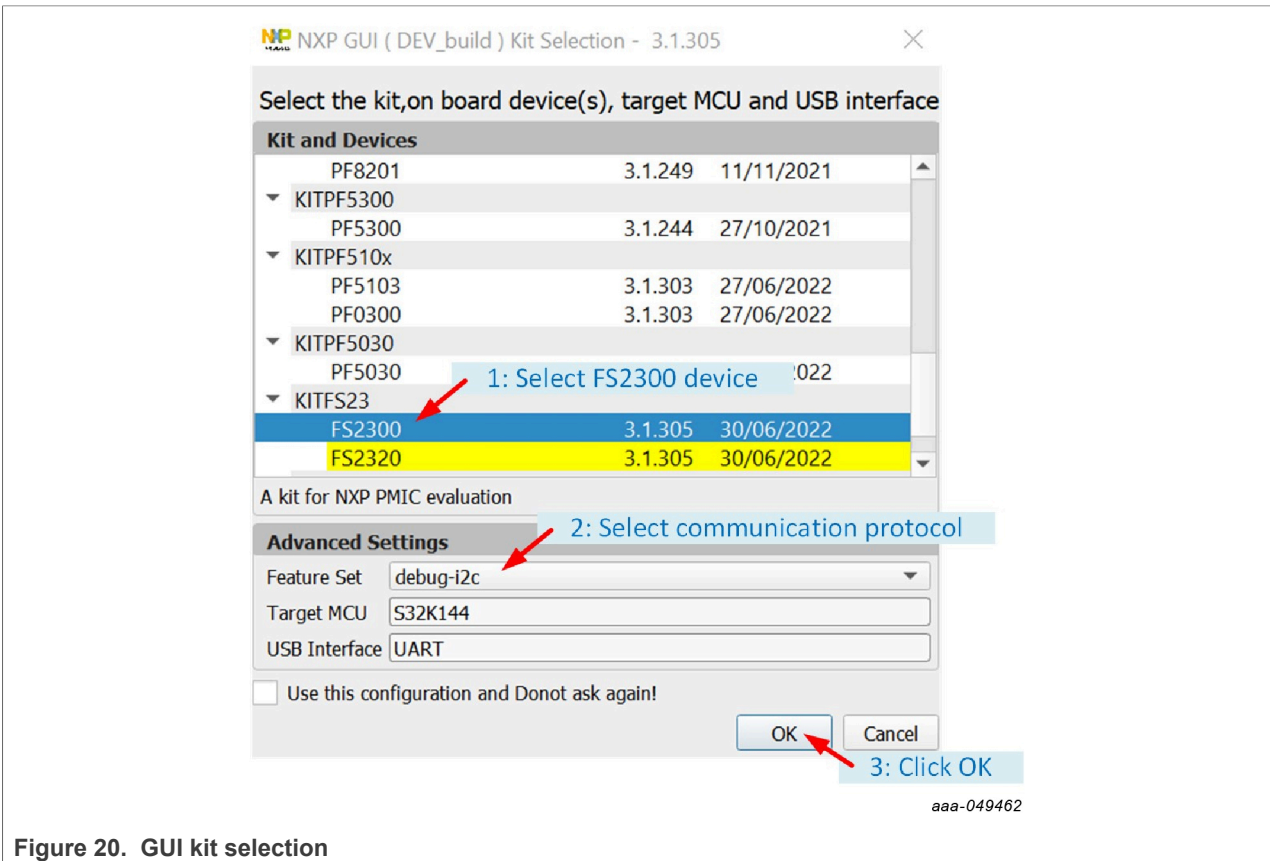 NXP NXP GUI ( DEV_build ) Kit Selection - 3.1.305
Select the kit,on board device(s), target MCU and USB interface
Kit and Devices
PF8201 3.1.249 11/11/2021
KITPF5300
PF5300 3.1.244 27/10/2021
KITPF510x
PF5103 3.1.303 27/06/2022
PF0300 3.1.303 27/06/2022
KITPF5030
PF5030 2022
1: Select FS2300 device
KITFS23
FS2300 3.1.305 30/06/2022
FS2320 3.1.305 30/06/2022
A kit for NXP PMIC evaluation
2: Select communication protocol
Advanced Settings
Feature Set debug-i2c
Target MCU S32K144
USB Interface UART
Use this configuration and Donot ask again!
OK Cancel
3: Click OK
aaa-049462
Figure 20. GUI kit selection